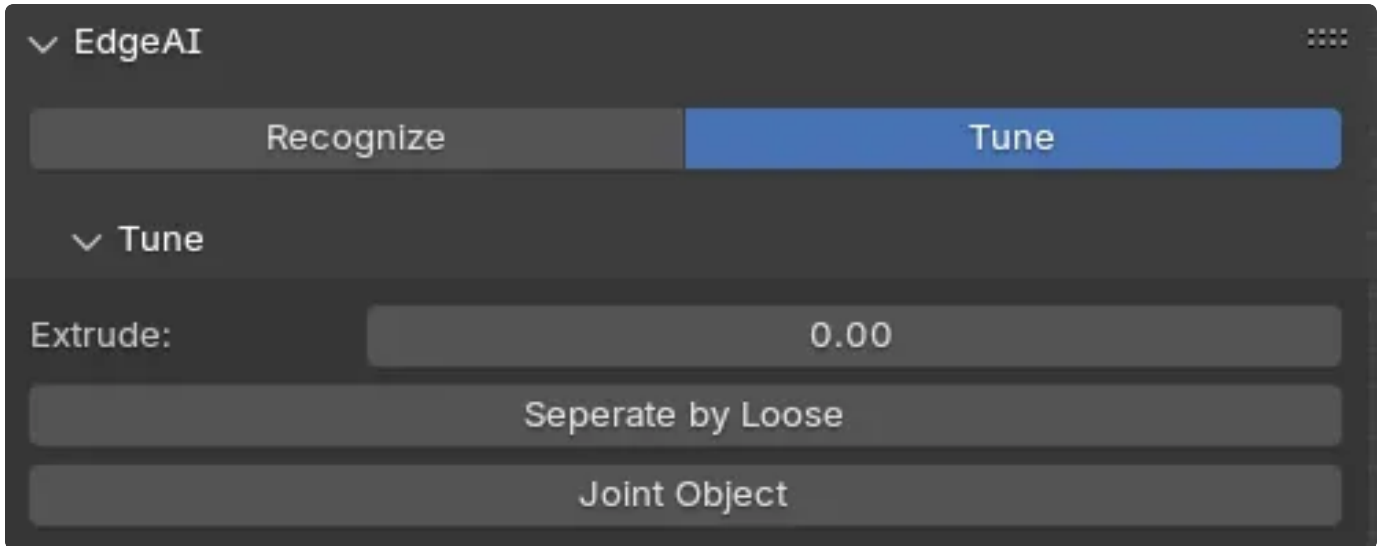 EdgeAI
Recognize Tune
Tune
Extrude: 0.00
Seperate by Loose
Joint Object